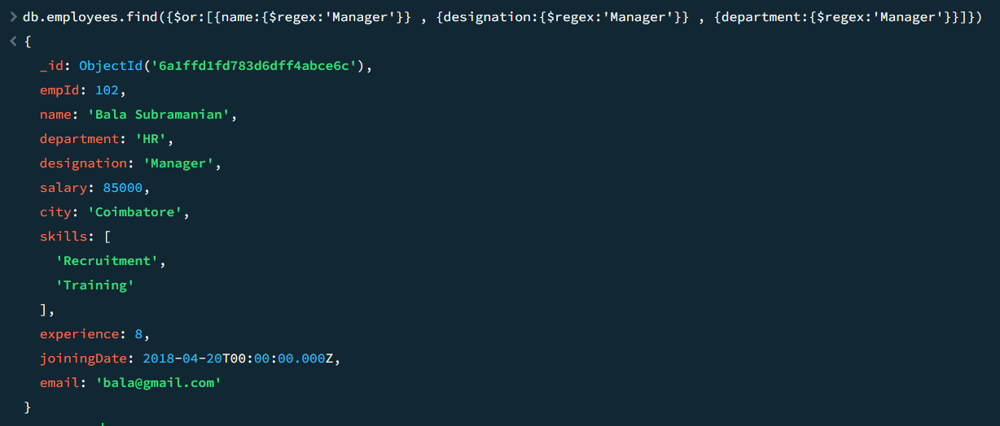 db.employees.find({$or:[{name:{$regex:'Manager'}} , {designation:{$regex:'Manager'}} , {department:{$regex:'Manager'}}]})
{
_id: ObjectId('6a1ffd1fd783d6dff4abce6c'),
empId: 102,
name: 'Bala Subramanian',
department: 'HR',
designation: 'Manager',
salary: 85000,
city: 'Coimbatore',
skills: [
'Recruitment',
'Training'
],
experience: 8,
joiningDate: 2018-04-20T00:00:00.000Z,
email: 'bala@gmail.com'
}